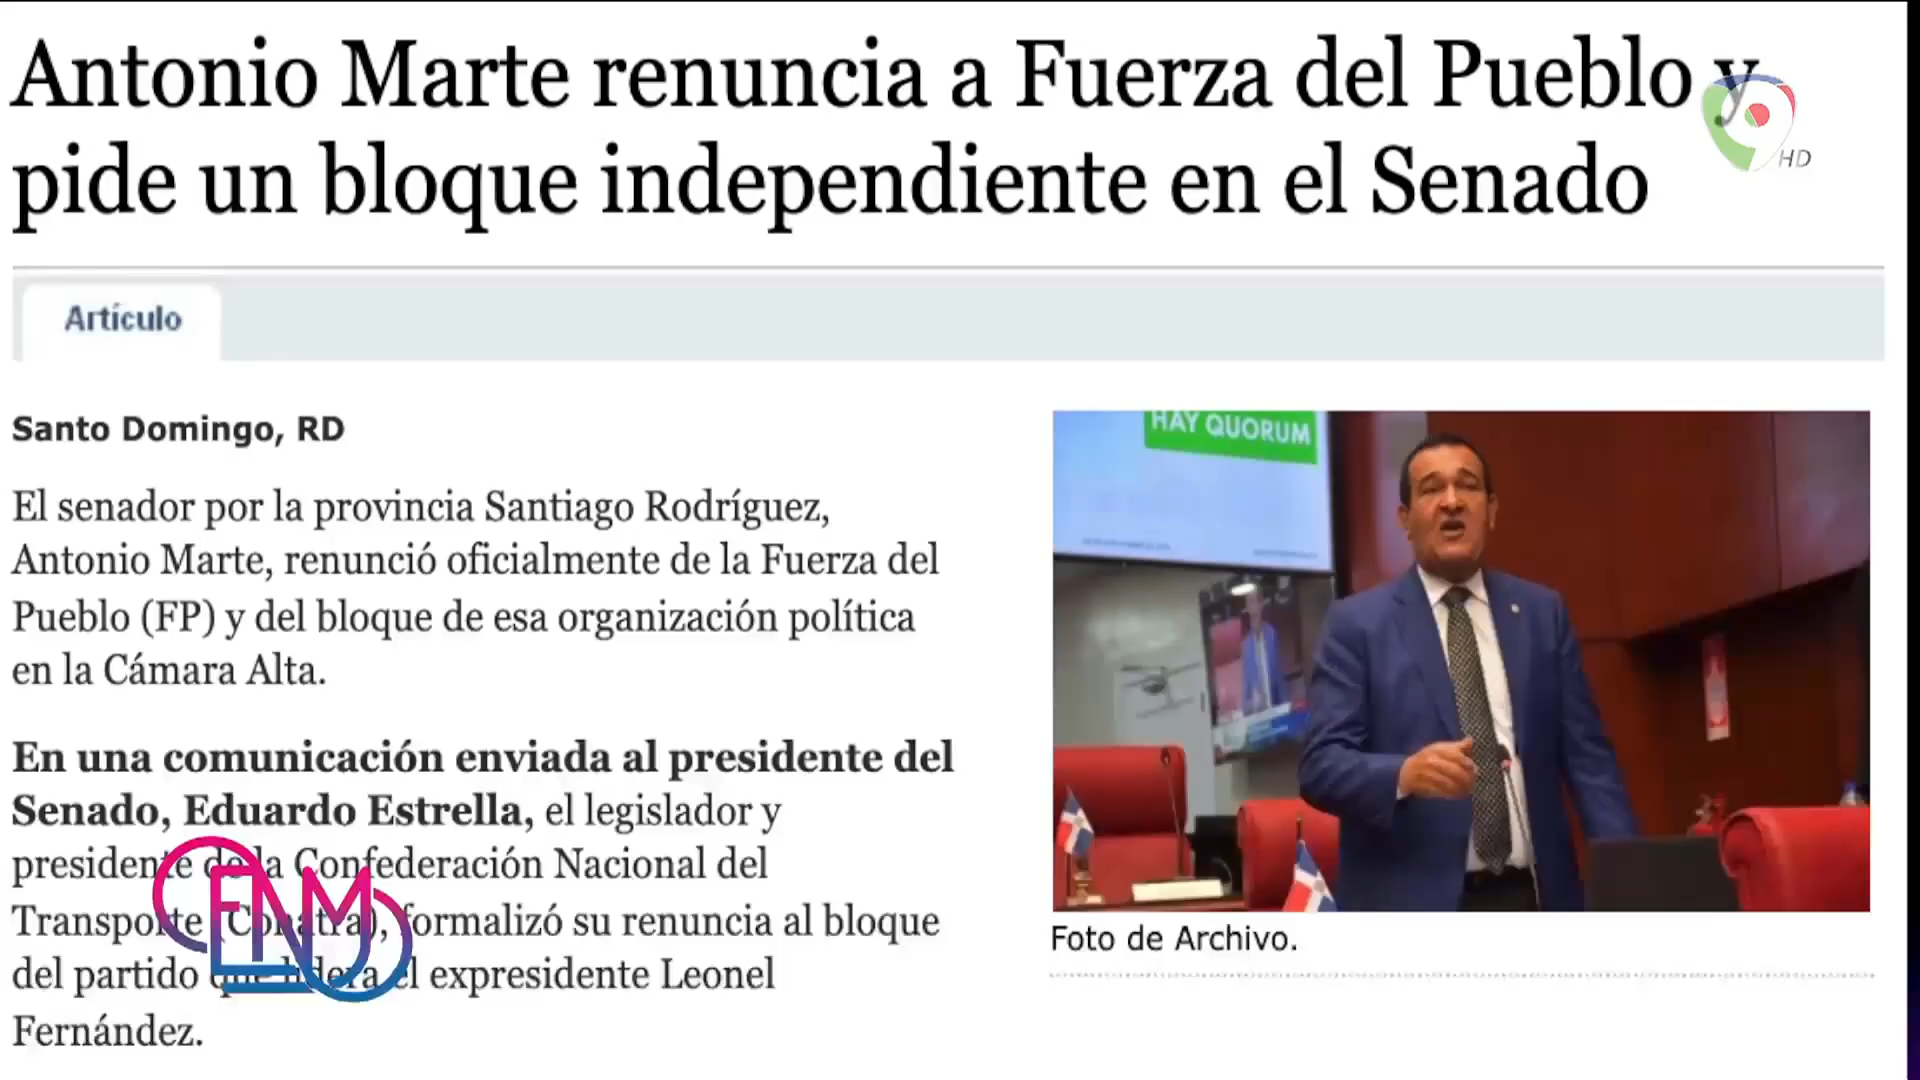 Antonio Marte renuncia a Fuerza del Pueblo y
pide un bloque independiente en el Senado
HD
Artículo
Santo Domingo, RD
El senador por la provincia Santiago Rodríguez,
Antonio Marte, renunció oficialmente de la Fuerza del
Pueblo (FP) y del bloque de esa organización política
en la Cámara Alta.
En una comunicación enviada al presidente del
Senado, Eduardo Estrella, el legislador y
presidente de la Confederación Nacional del
Transporte (Conatra), formalizó su renuncia al bloque
del partido que lidera el expresidente Leonel
Fernández.
ENM
HAY QUORUM
Foto de Archivo.